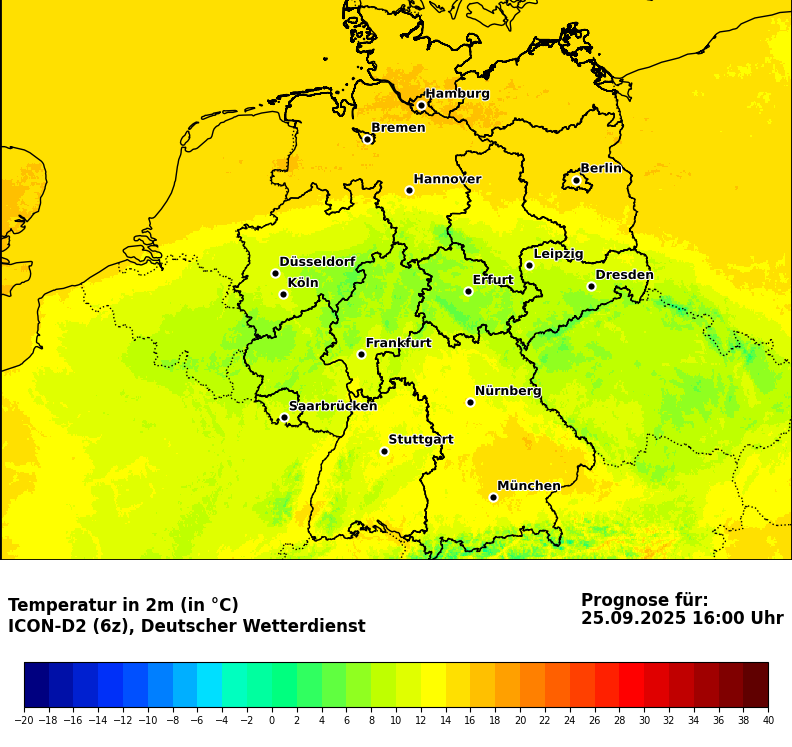 Hamburg
Bremen
Berlin
Hannover
Leipzig
Düsseldorf
Dresden
Köln
Erfurt
Frankfurt
Nürnberg
Saarbrücken
Stuttgart
München
Temperatur in 2m (in °C)
ICON-D2 (6z), Deutscher Wetterdienst
Prognose für:
25.09.2025 16:00 Uhr
−20 −18 −16 −14 −12 −10 −8 −6 −4 −2 0 2 4 6 8 10 12 14 16 18 20 22 24 26 28 30 32 34 36 38 40